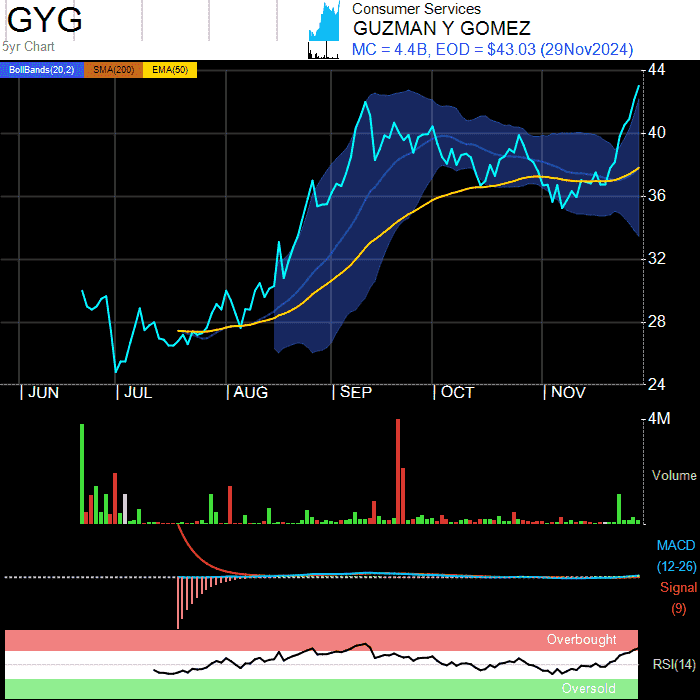 GYG
5yr Chart
Consumer Services
GUZMAN Y GOMEZ
MC = 4.4B, EOD = $43.03 (29Nov2024)
BollBands(20,2) SMA(200) EMA(50)
44
40
36
32
28
24
JUN JUL AUG SEP OCT NOV
4M
Volume
MACD
(12-26)
Signal
(9)
Overbought
RSI(14)
Oversold